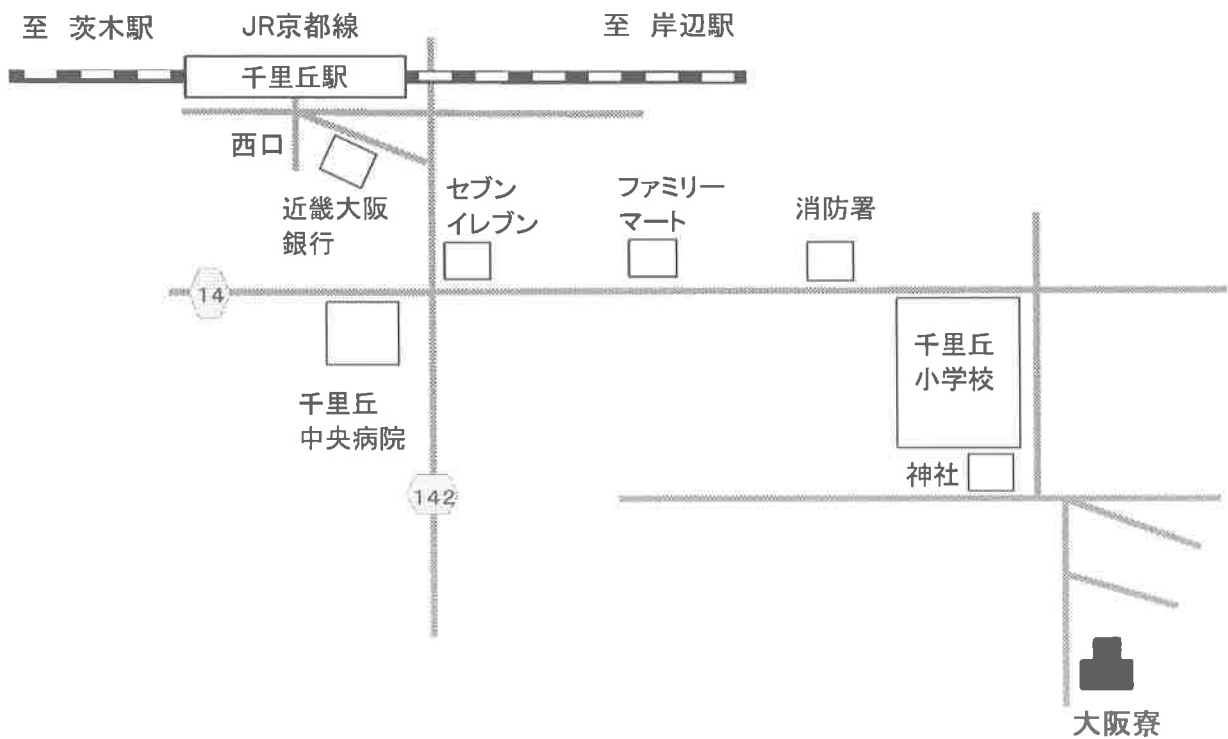 至 茨木駅
JR京都線
至 岸辺駅
千里丘駅
西口
近畿大阪
銀行
セブン
イレブン
ファミリー
マート
消防署
14
千里丘
小学校
千里丘
中央病院
神社
142
大阪寮